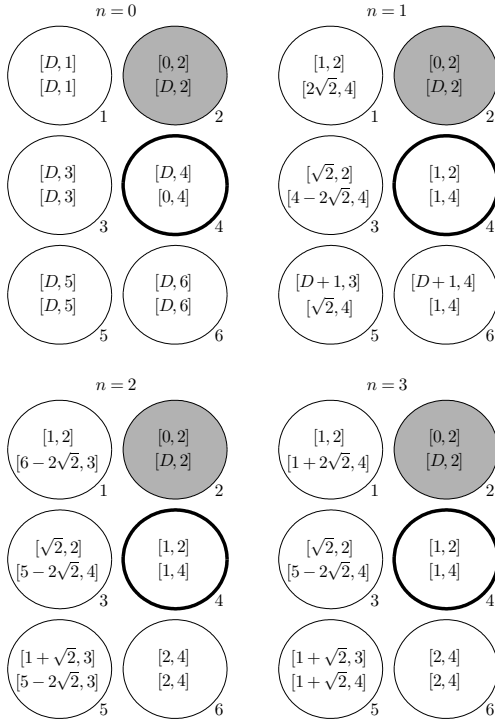 n = 0
[D, 1]
[D, 1]
1
[0, 2]
[D, 2]
2
[D, 3]
[D, 3]
3
[D, 4]
[0, 4]
4
[D, 5]
[D, 5]
5
[D, 6]
[D, 6]
6
n = 1
[1, 2]
[2√2, 4]
1
[0, 2]
[D, 2]
2
[√2, 2]
[4 − 2√2, 4]
3
[1, 2]
[1, 4]
4
[D + 1, 3]
[√2, 4]
5
[D + 1, 4]
[1, 4]
6
n = 2
[1, 2]
[6 − 2√2, 3]
1
[0, 2]
[D, 2]
2
[√2, 2]
[5 − 2√2, 4]
3
[1, 2]
[1, 4]
4
[1 + √2, 3]
[5 − 2√2, 3]
5
[2, 4]
[2, 4]
6
n = 3
[1, 2]
[1 + 2√2, 4]
1
[0, 2]
[D, 2]
2
[√2, 2]
[5 − 2√2, 4]
3
[1, 2]
[1, 4]
4
[1 + √2, 3]
[1 + √2, 4]
5
[2, 4]
[2, 4]
6